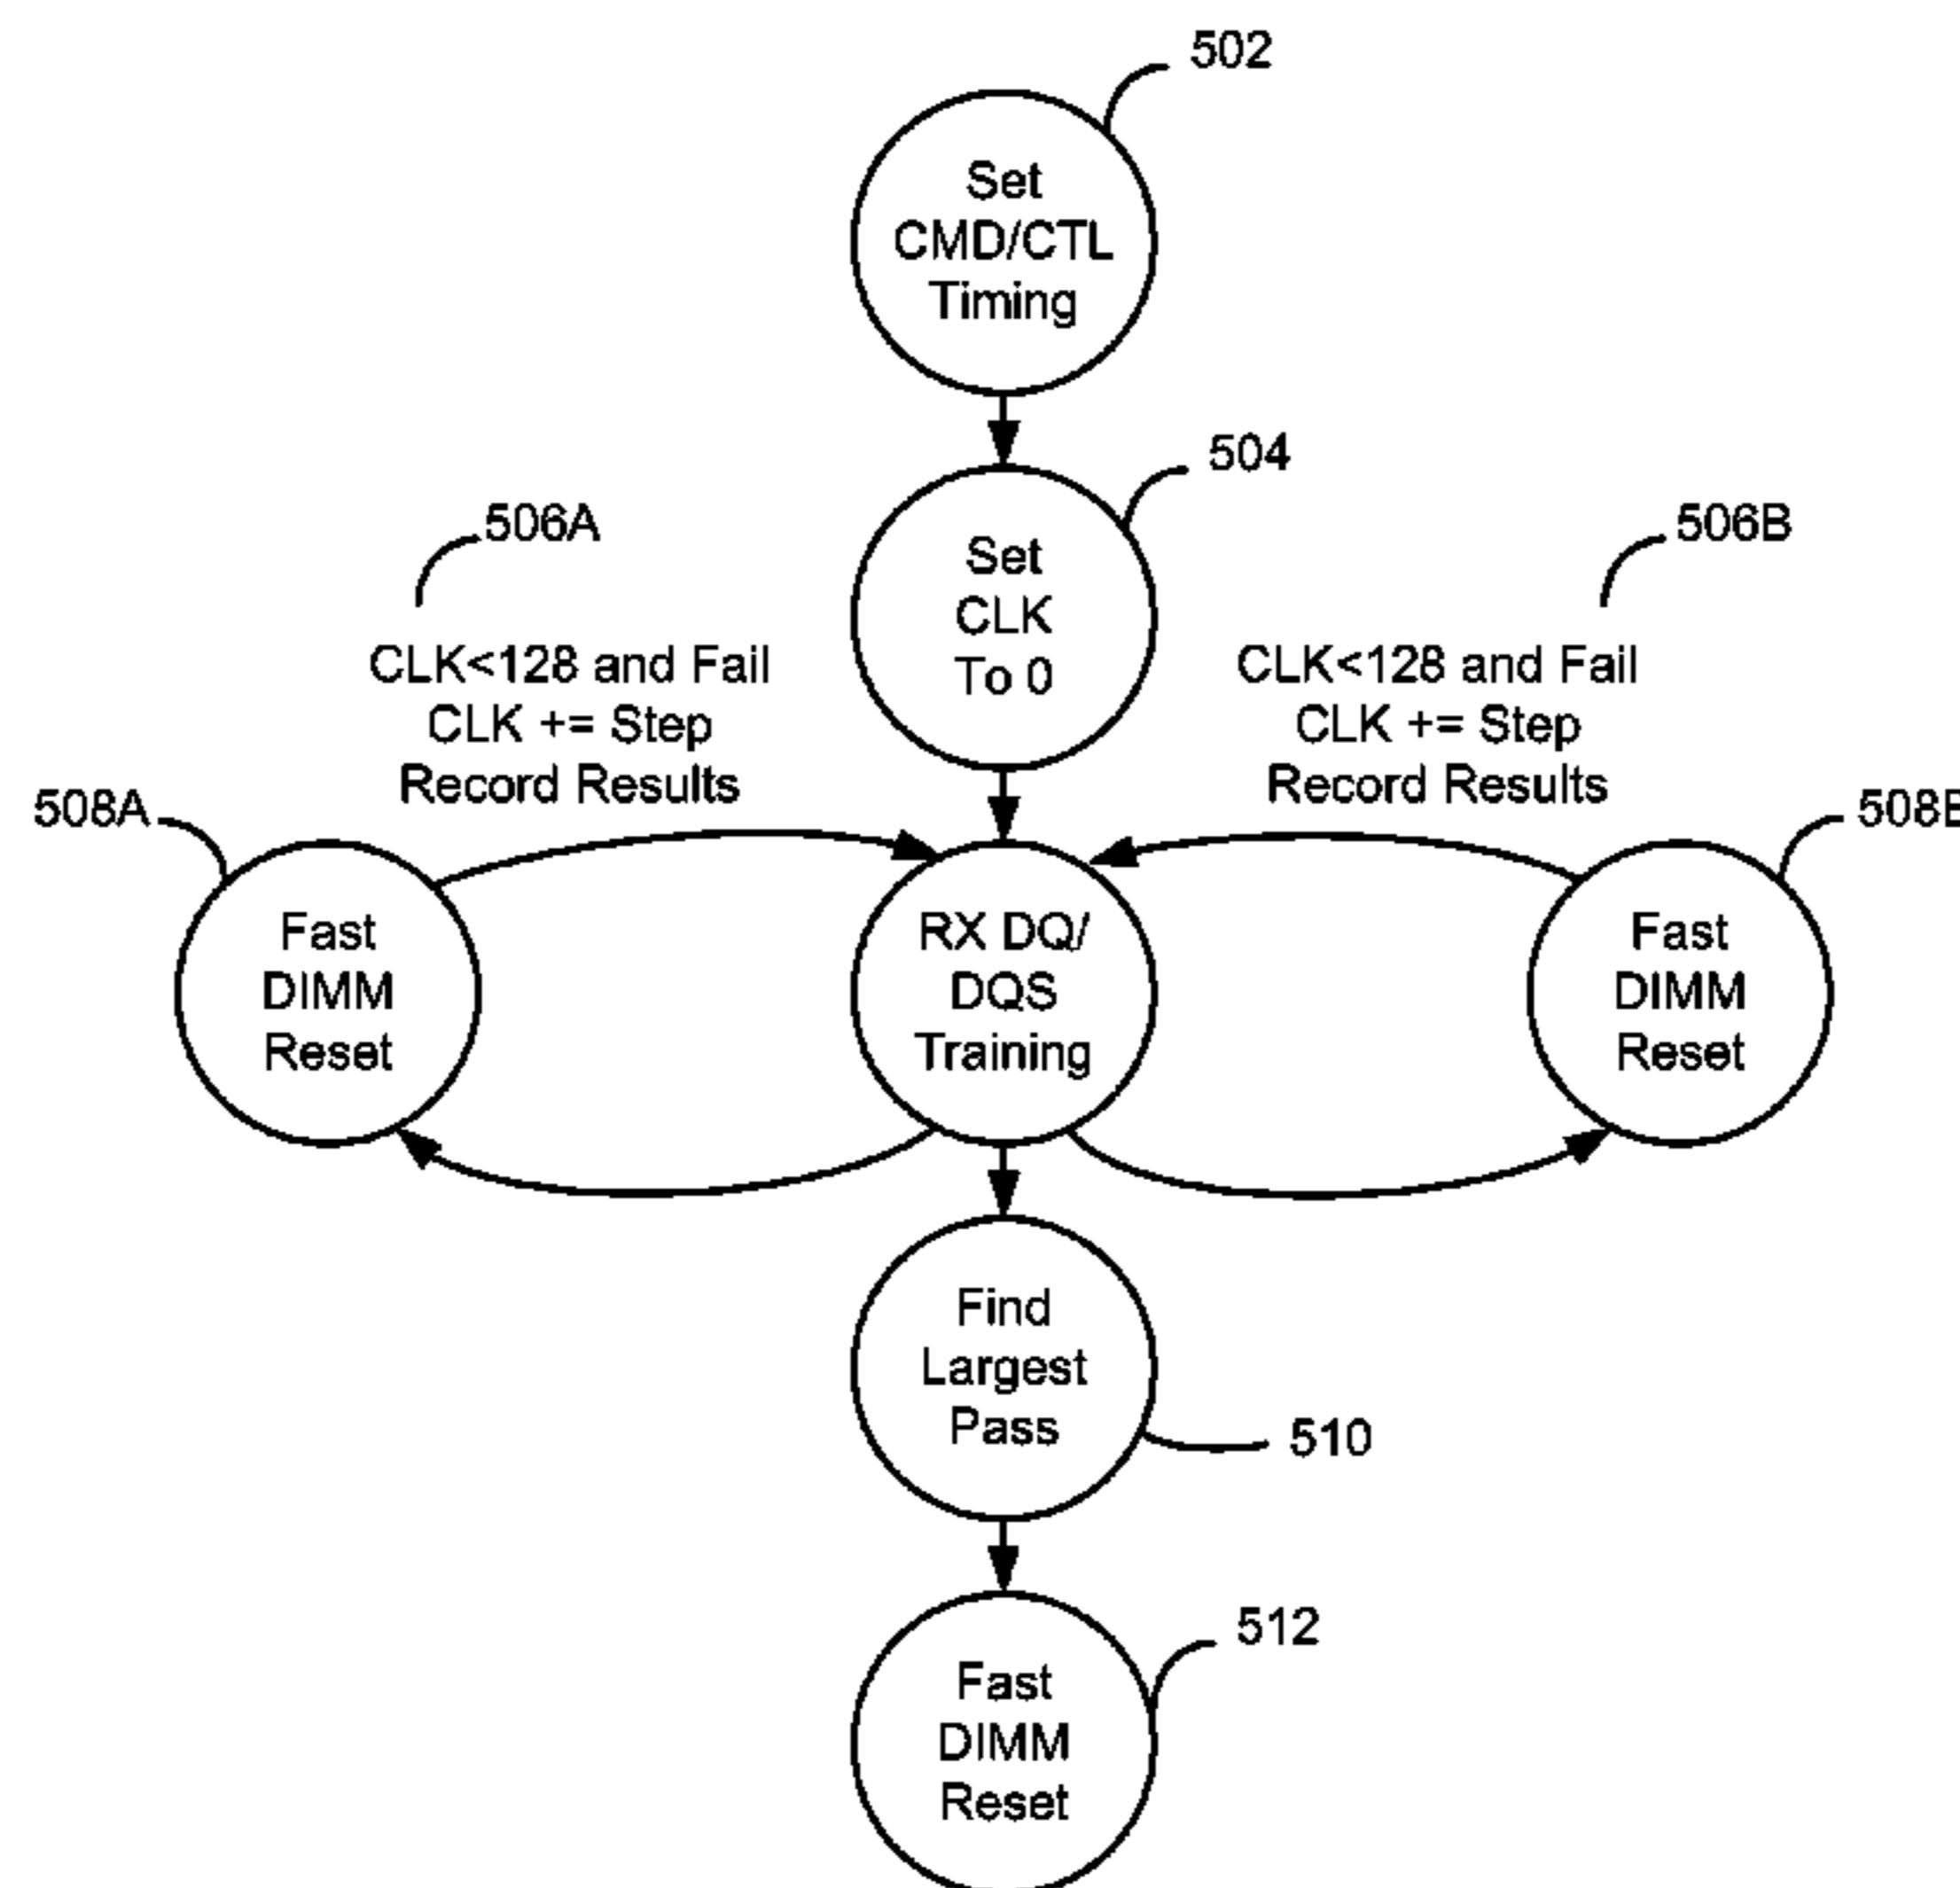 502
Set
CMD/CTL
Timing
504
Set
CLK
To 0
506A
CLK<128 and Fail
CLK += Step
Record Results
506B
CLK<128 and Fail
CLK += Step
Record Results
508A
Fast
DIMM
Reset
RX DQ/
DQS
Training
508B
Fast
DIMM
Reset
Find
Largest
Pass
510
512
Fast
DIMM
Reset